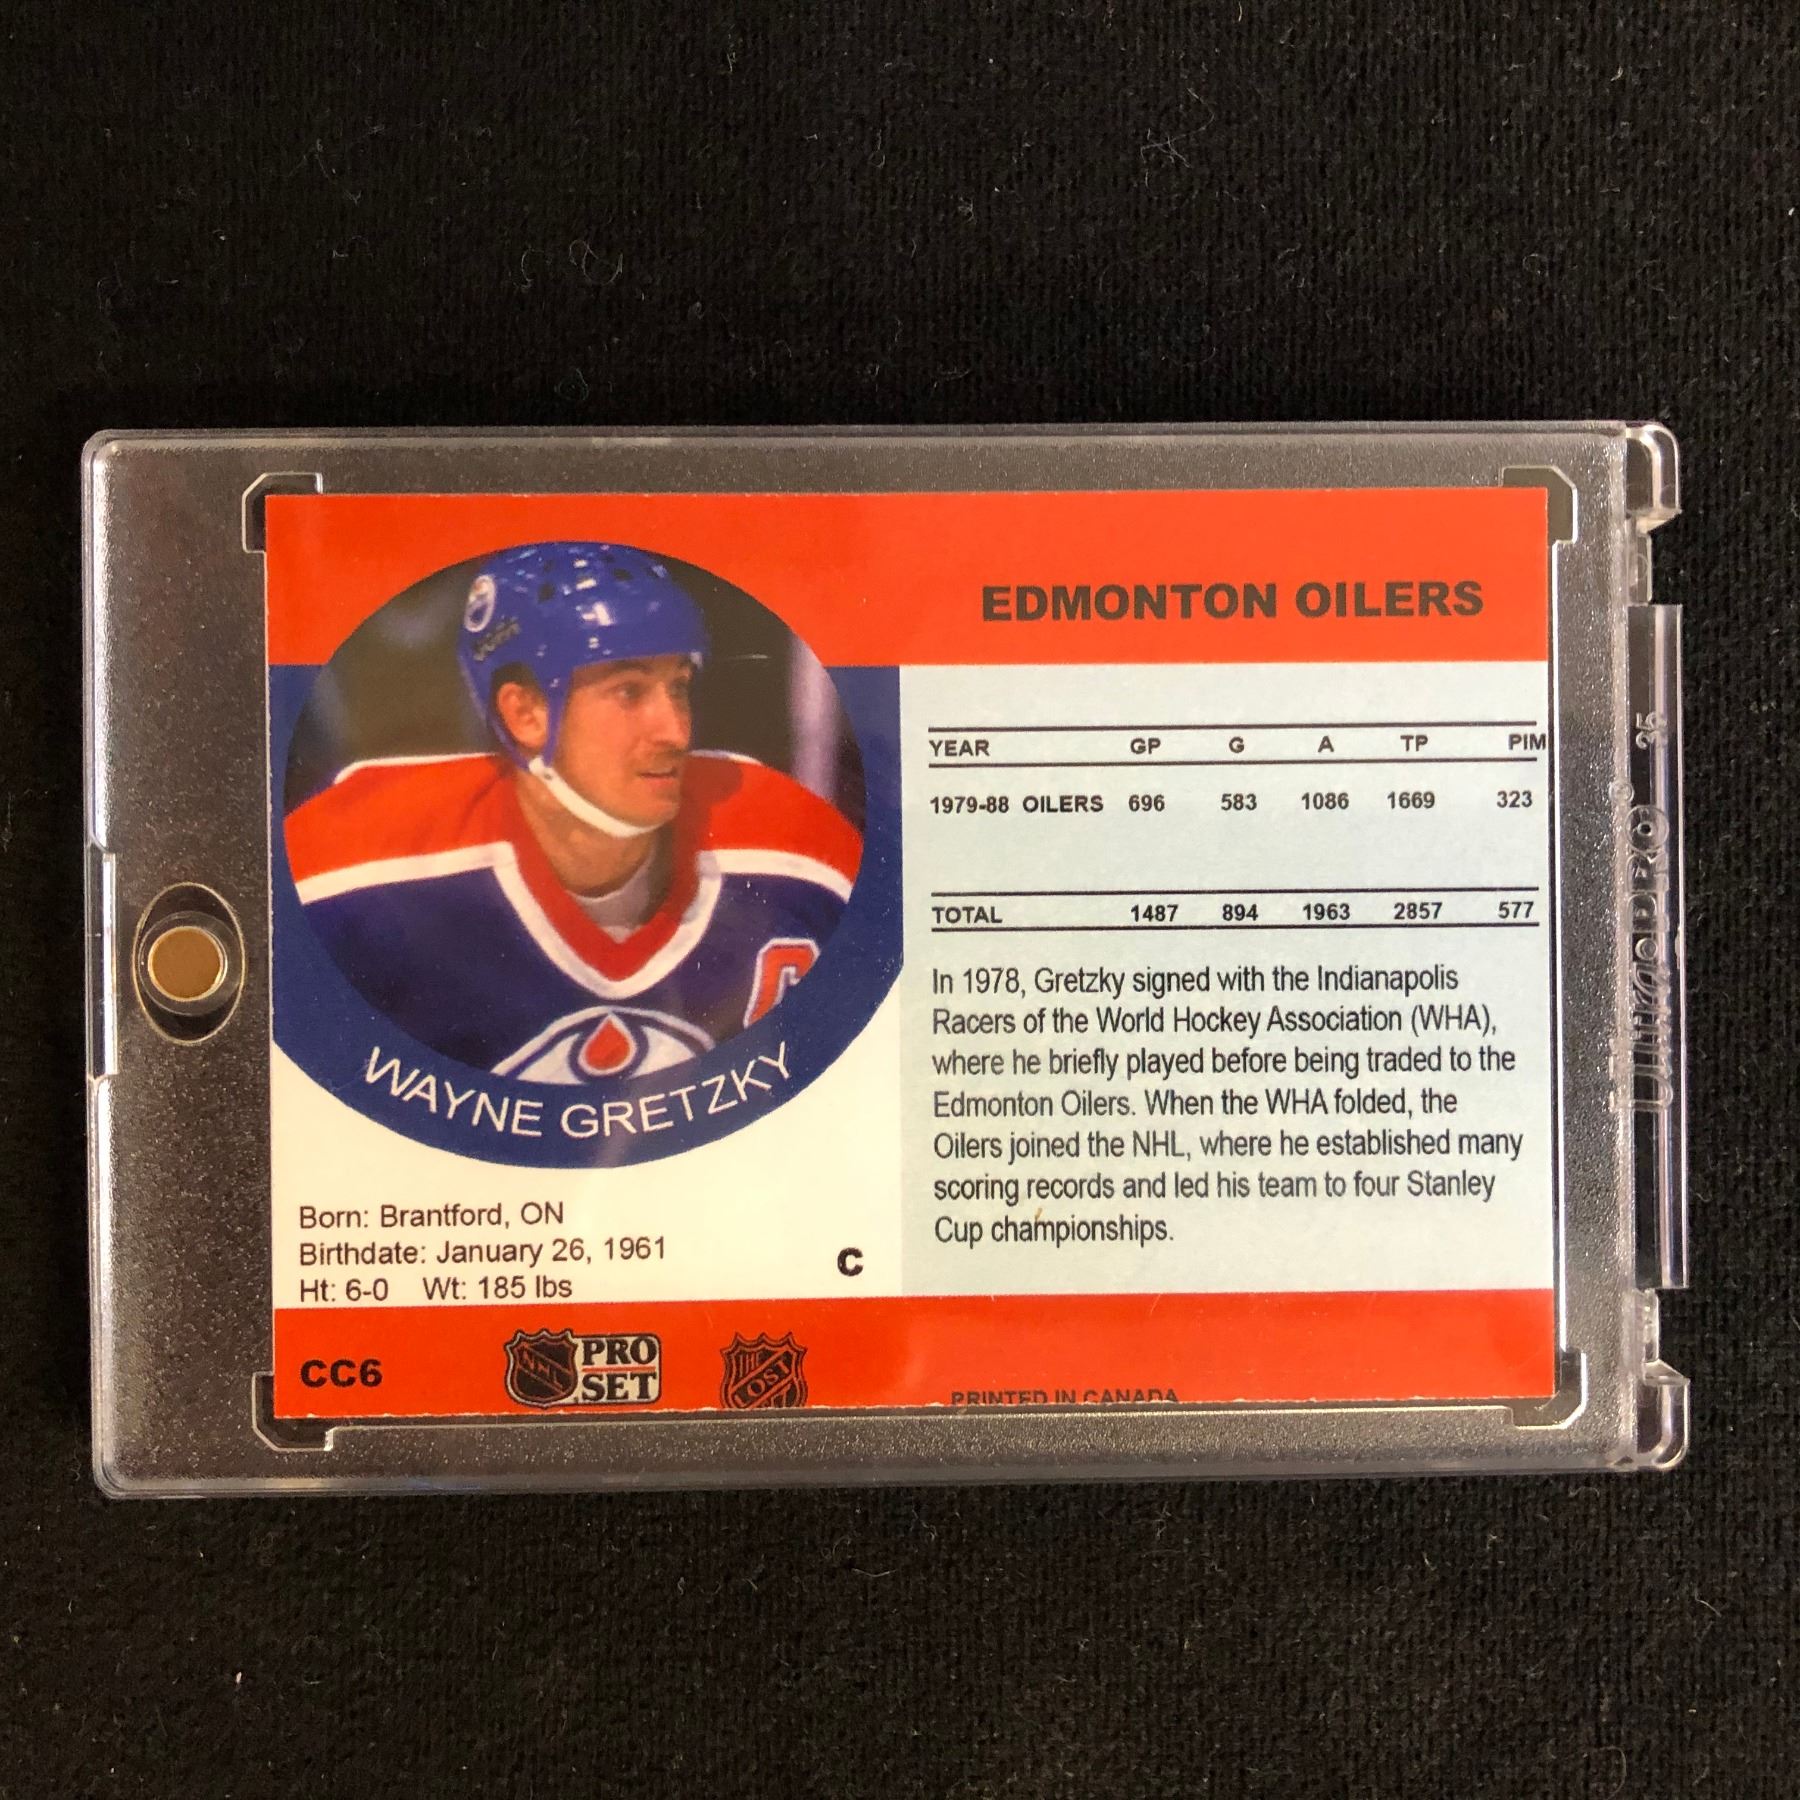 EDMONTON OILERS
WAYNE GRETZKY
Born: Brantford, ON
Birthdate: January 26, 1961
Ht: 6-0 Wt: 185 lbs
C
YEAR GP G A TP PIM
1979-88 OILERS 696 583 1086 1669 323
TOTAL 1487 894 1963 2857 577
In 1978, Gretzky signed with the Indianapolis
Racers of the World Hockey Association (WHA),
where he briefly played before being traded to the
Edmonton Oilers. When the WHA folded, the
Oilers joined the NHL, where he established many
scoring records and led his team to four Stanley
Cup championships.
CC6
NHL PRO
SET
THE
LOST
PRINTED IN CANADA